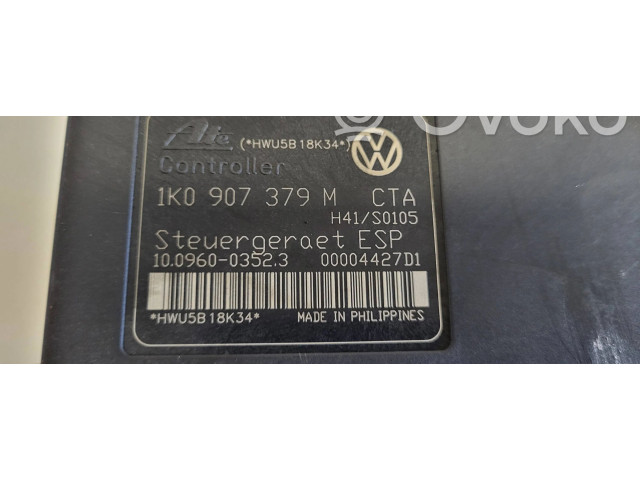 Ate (*HWU5B18K34*)
Controller
1K0 907 379 M CTA
H41/S0105
Steuergeraet ESP
10.0960-0352.3 00004427D1
*HWU5B18K34* MADE IN PHILIPPINES